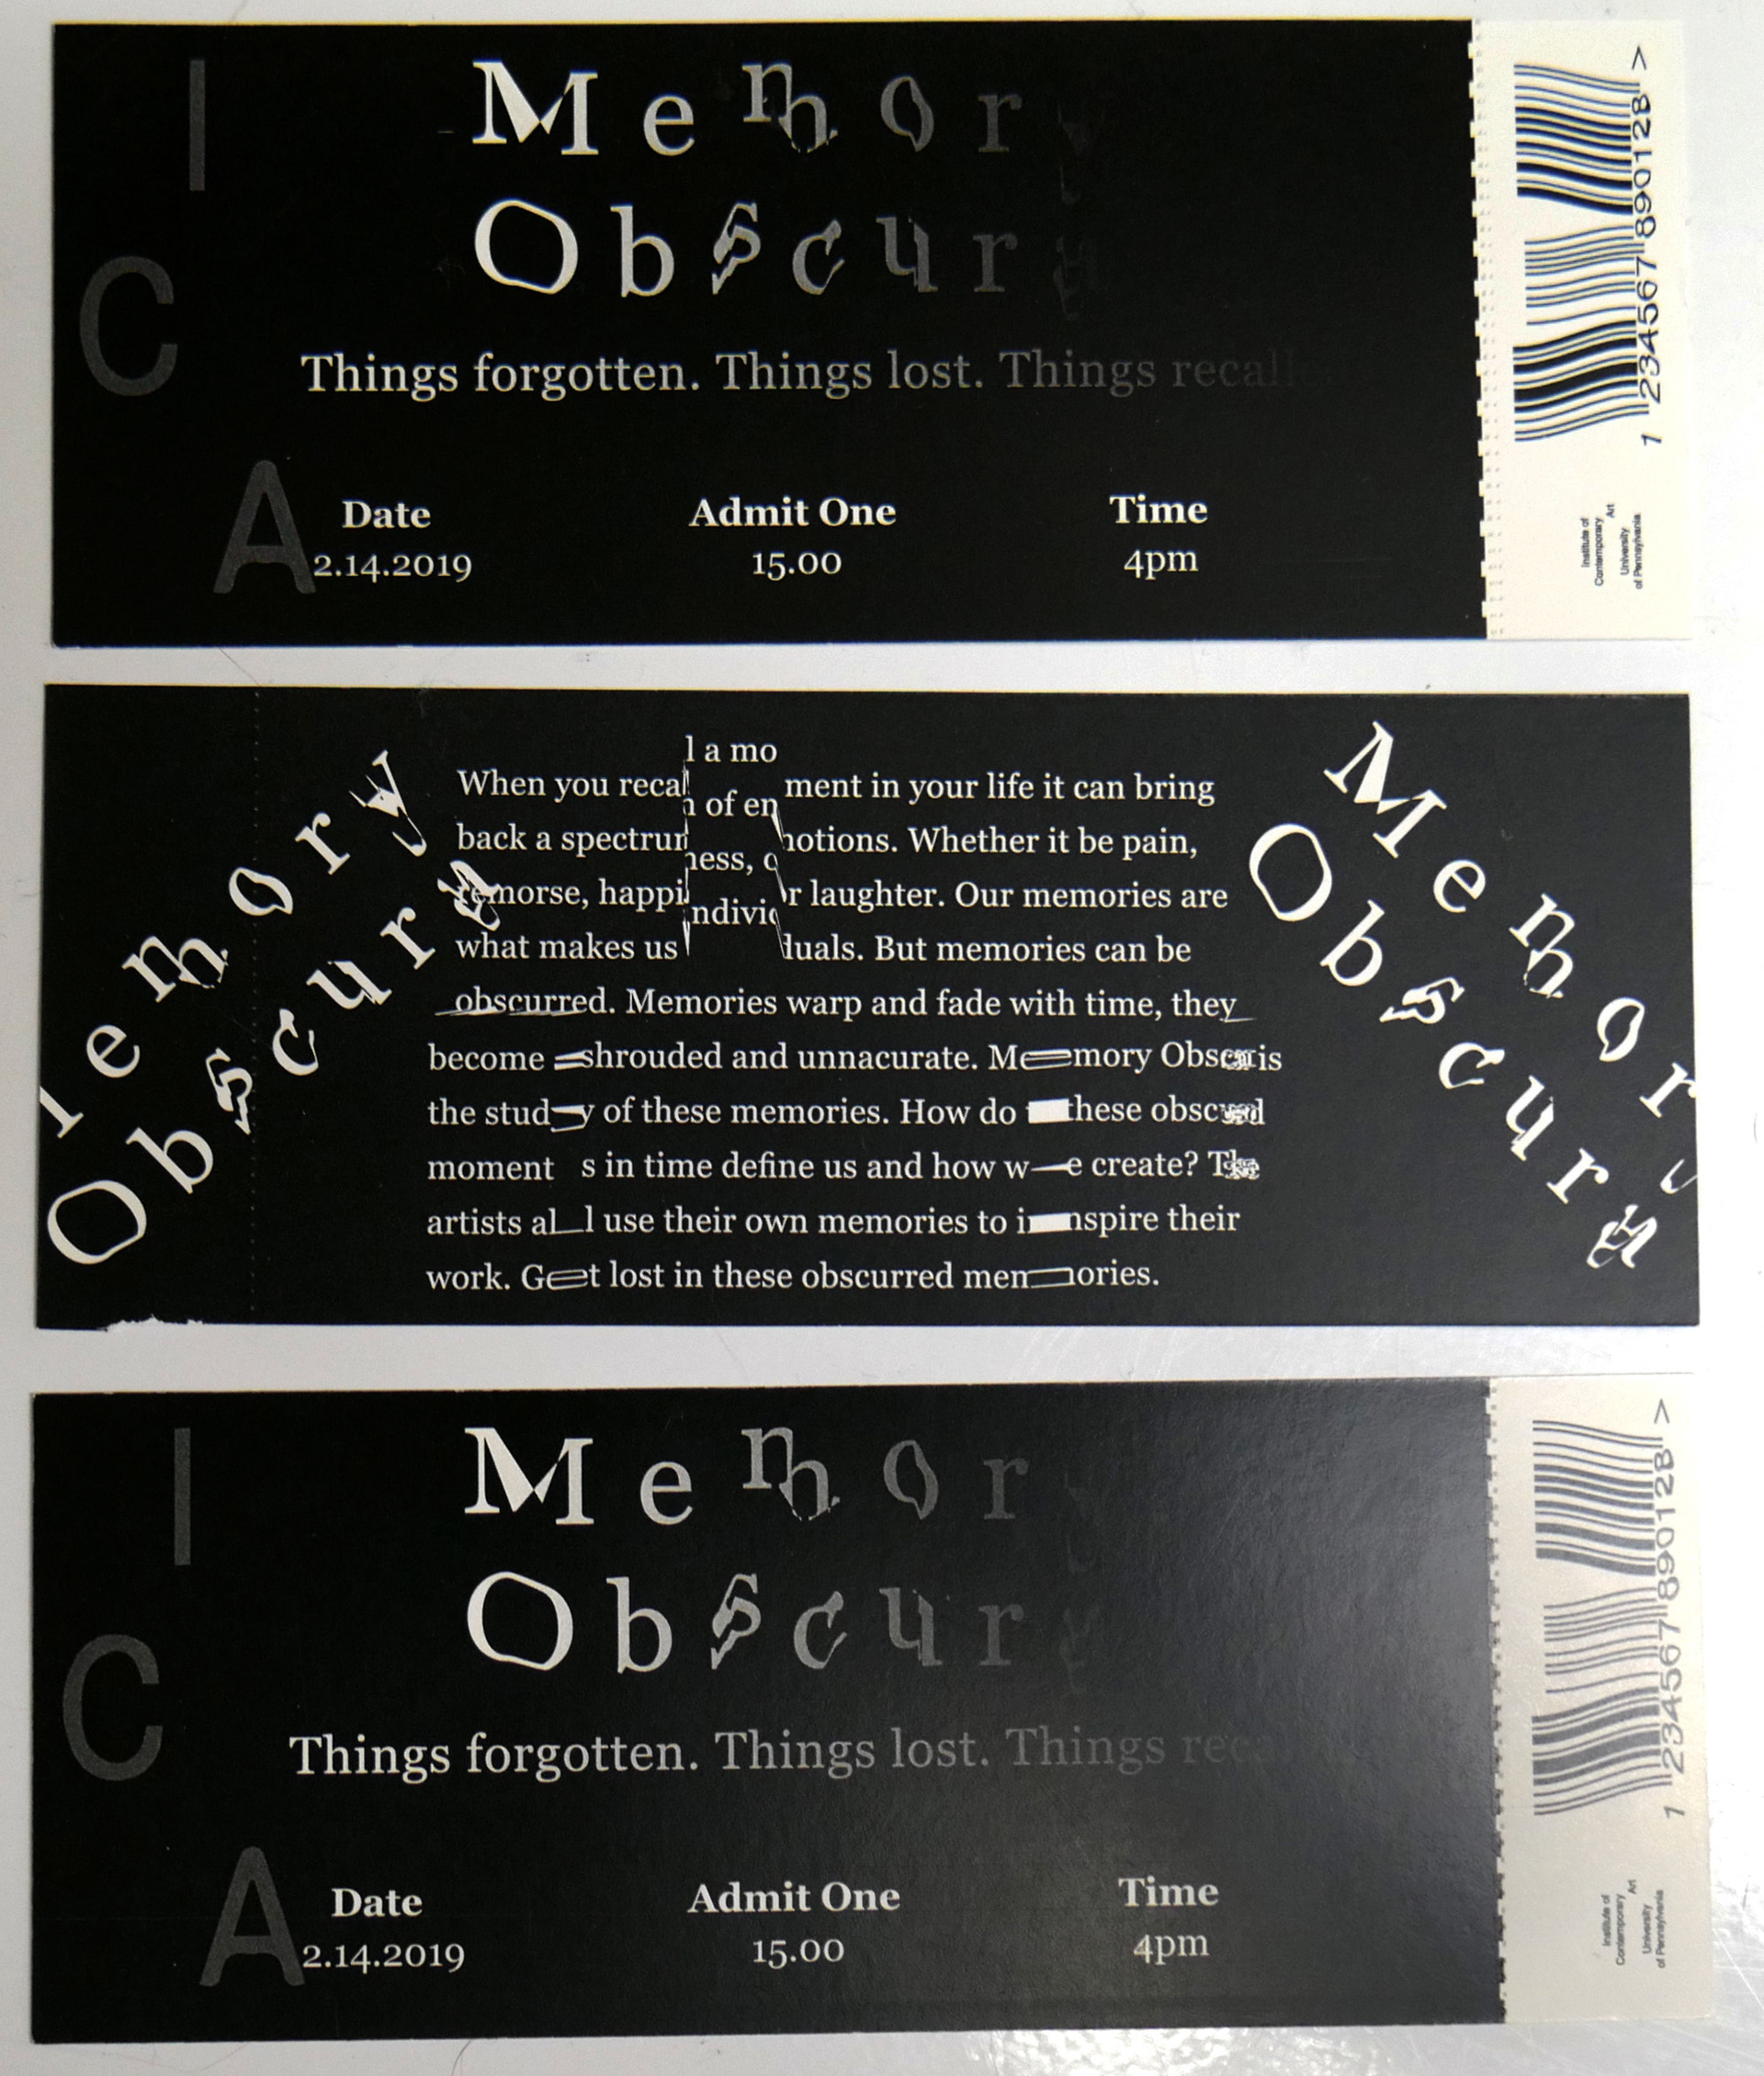 I
C
A
Memory
Obscura
Things forgotten. Things lost. Things recall
Date
2.14.2019
Admit One
15.00
Time
4pm
1 234567 890128 >
Institute of
Contemporary
Art
University
of Pennsylvania
Memory
Obscura
When you recall a moment in your life it can bring
back a spectrum of emotions. Whether it be pain,
remorse, happiness, or laughter. Our memories are
what makes us individuals. But memories can be
obscurred. Memories warp and fade with time, they
become shrouded and unnacurate. Memory Obscura is
the study of these memories. How do these obscured
moments in time define us and how we create? The
artists all use their own memories to inspire their
work. Get lost in these obscurred memories.
Memory
Obscura
I
C
A
Memory
Obscura
Things forgotten. Things lost. Things rec
Date
2.14.2019
Admit One
15.00
Time
4pm
1 234567 890128 >
Institute of
Contemporary
Art
University
of Pennsylvania